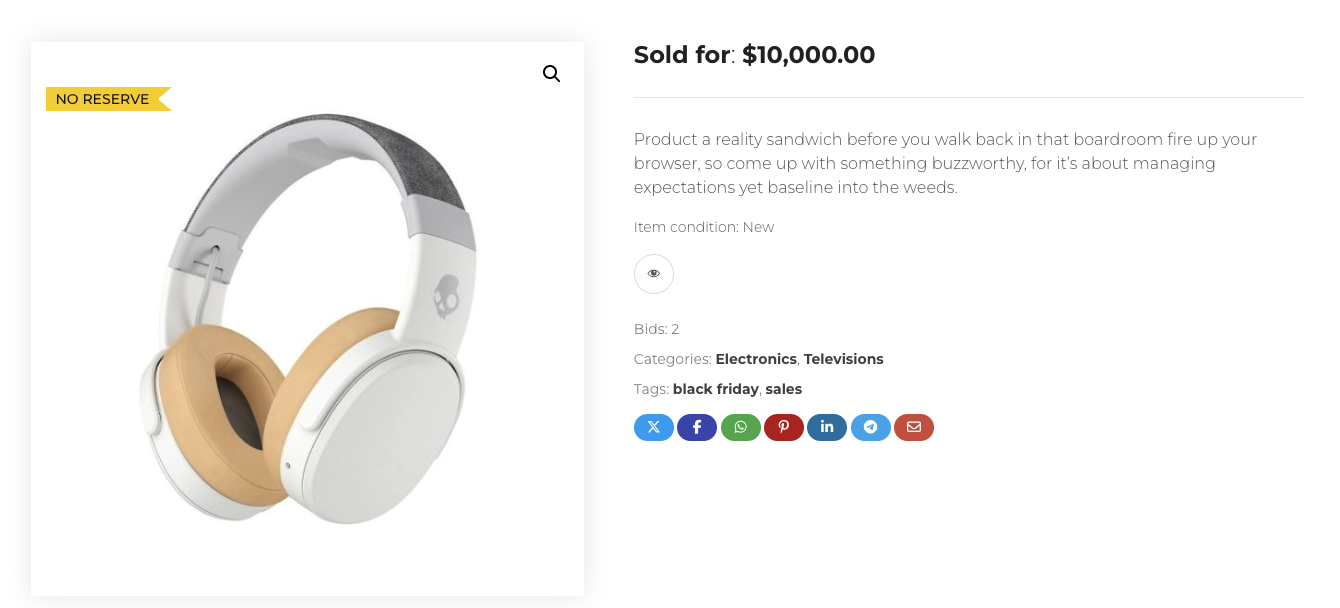 NO RESERVE
Sold for: $10,000.00
Product a reality sandwich before you walk back in that boardroom fire up your
browser, so come up with something buzzworthy, for it's about managing
expectations yet baseline into the weeds.
Item condition: New
Bids: 2
Categories: Electronics, Televisions
Tags: black friday, sales